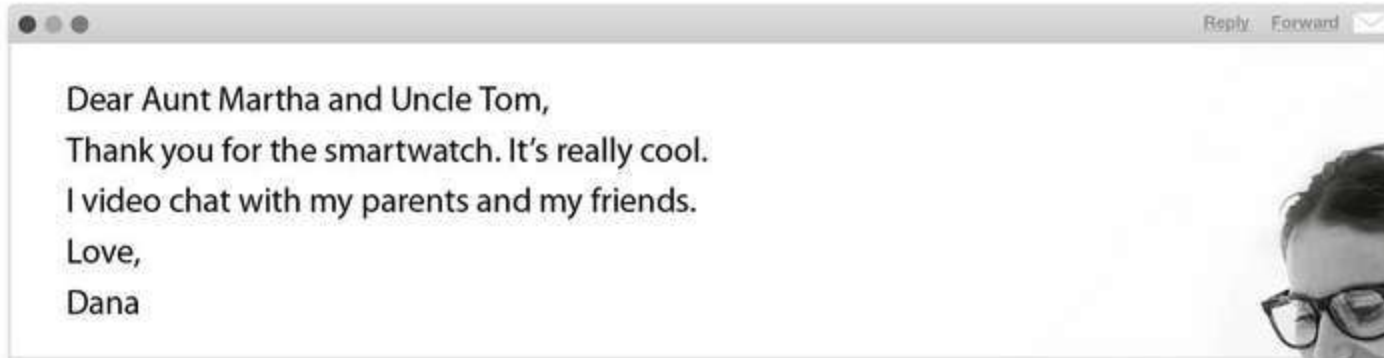 Reply Forward
Dear Aunt Martha and Uncle Tom,
Thank you for the smartwatch. It's really cool.
I video chat with my parents and my friends.
Love,
Dana